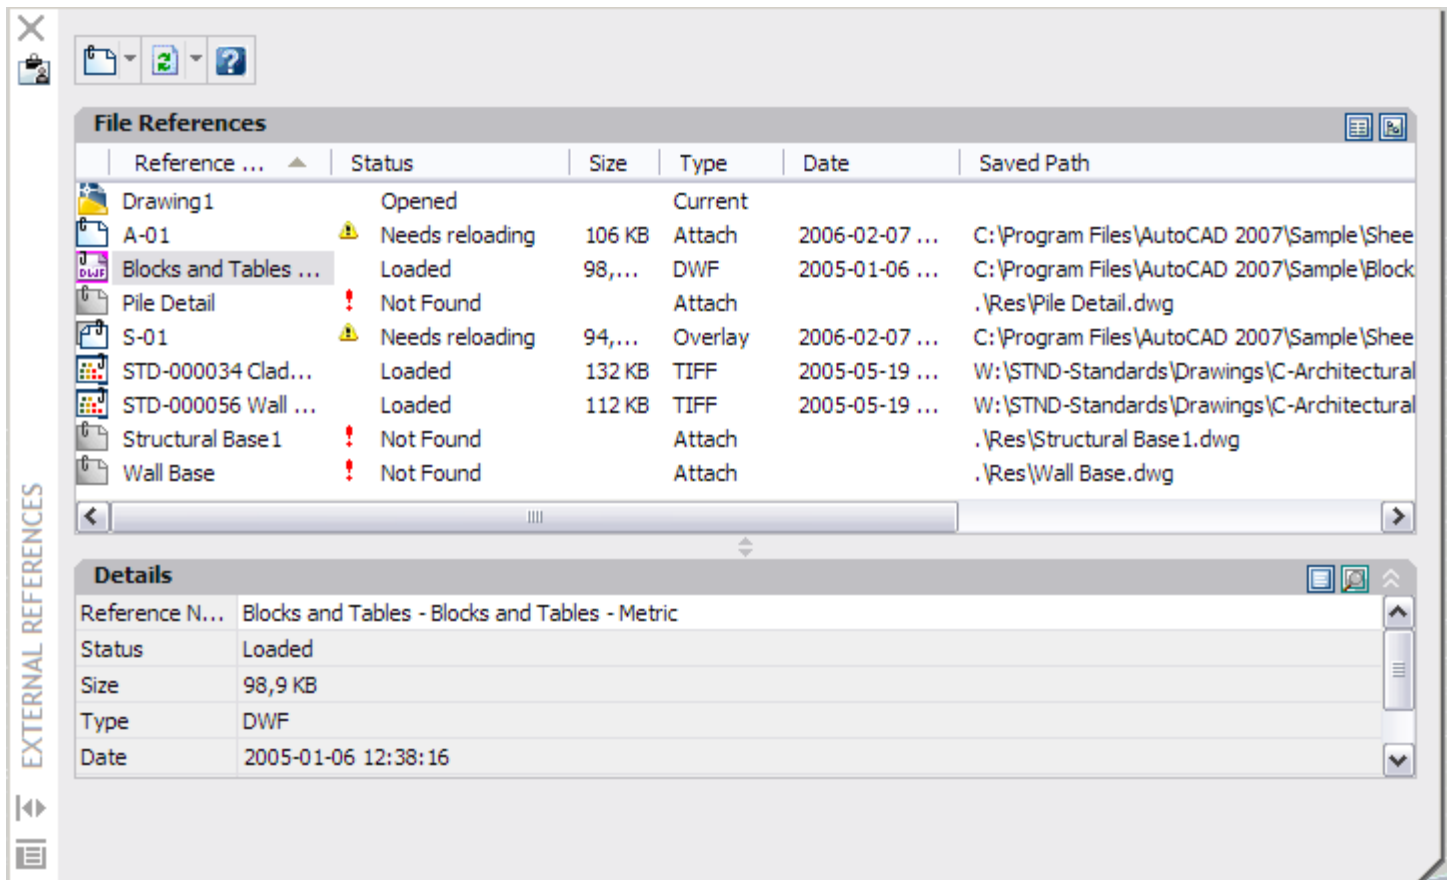 File References
Reference ... Status Size Type Date Saved Path
Drawing1 Opened Current
A-01 Needs reloading 106 KB Attach 2006-02-07 ... C:\Program Files\AutoCAD 2007\Sample\Shee
DWF Blocks and Tables ... Loaded 98,... DWF 2005-01-06 ... C:\Program Files\AutoCAD 2007\Sample\Block
Pile Detail Not Found Attach .\Res\Pile Detail.dwg
S-01 Needs reloading 94,... Overlay 2006-02-07 ... C:\Program Files\AutoCAD 2007\Sample\Shee
STD-000034 Clad... Loaded 132 KB TIFF 2005-05-19 ... W:\STND-Standards\Drawings\C-Architectural
STD-000056 Wall ... Loaded 112 KB TIFF 2005-05-19 ... W:\STND-Standards\Drawings\C-Architectural
Structural Base1 Not Found Attach .\Res\Structural Base1.dwg
Wall Base Not Found Attach .\Res\Wall Base.dwg
Details
Reference N... Blocks and Tables - Blocks and Tables - Metric
Status Loaded
Size 98,9 KB
Type DWF
Date 2005-01-06 12:38:16
EXTERNAL REFERENCES